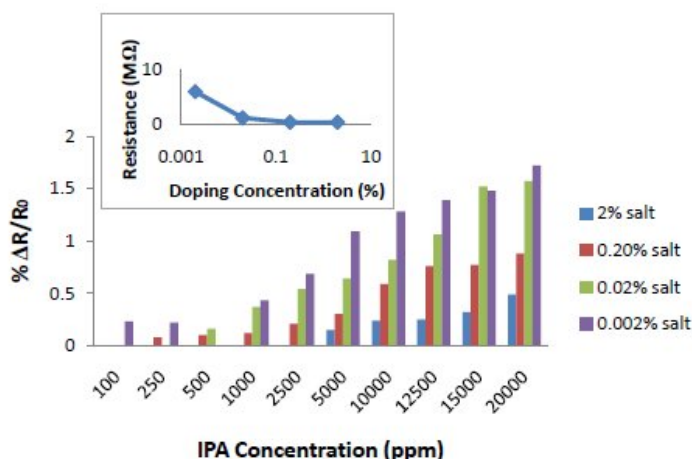 Resistance (MΩ)
10
0
0.001
0.1
10
Doping Concentration (%)
% ΔR/R₀
2
1.5
1
0.5
0
100
250
500
1000
2500
5000
10000
12500
15000
20000
IPA Concentration (ppm)
2% salt
0.20% salt
0.02% salt
0.002% salt